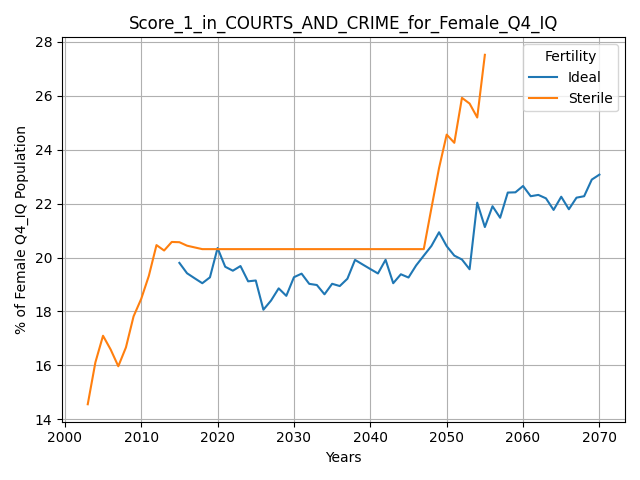 Score_1_in_COURTS_AND_CRIME_for_Female_Q4_IQ
28
26
24
22
20
18
16
14
% of Female Q4_IQ Population
Fertility
Ideal
Sterile
2000 2010 2020 2030 2040 2050 2060 2070
Years